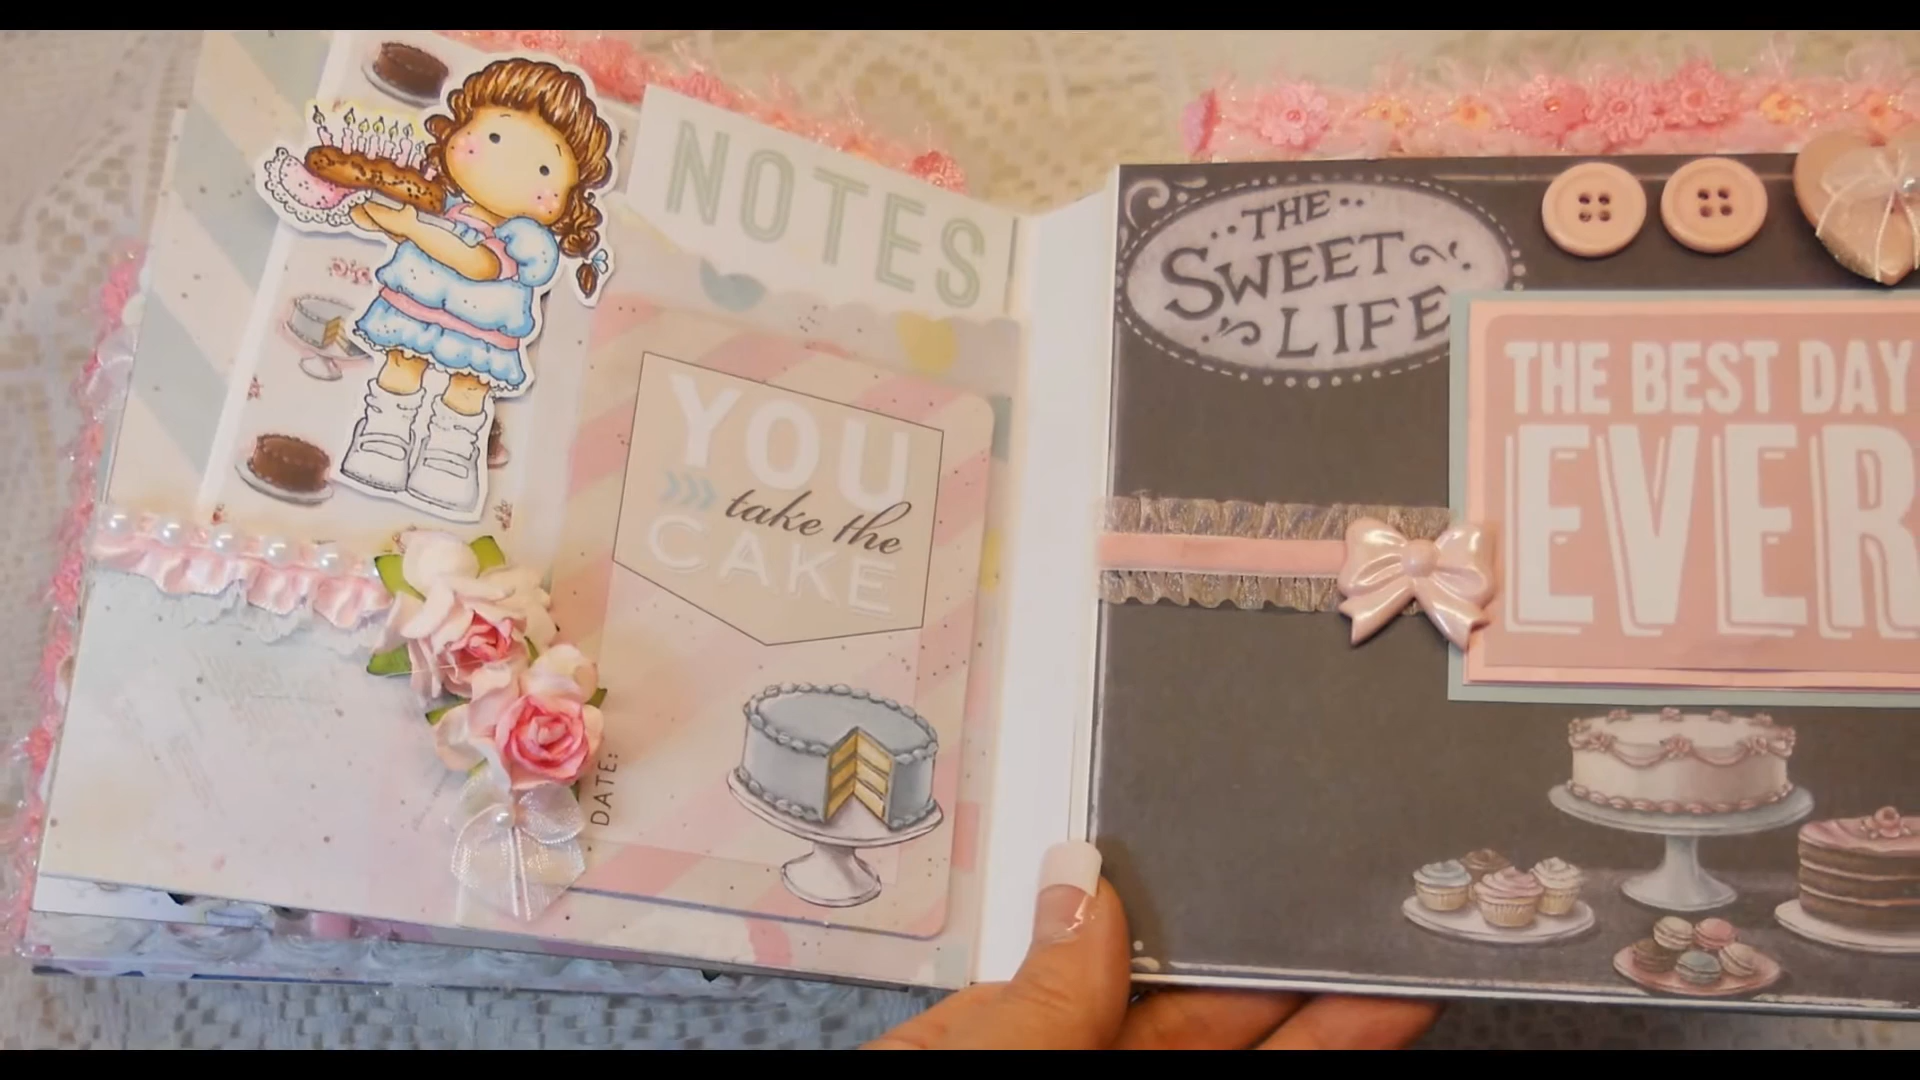 NOTES
YOU
take the
CAKE
DATE:
THE
SWEET
LIFE
THE BEST DAY
EVER